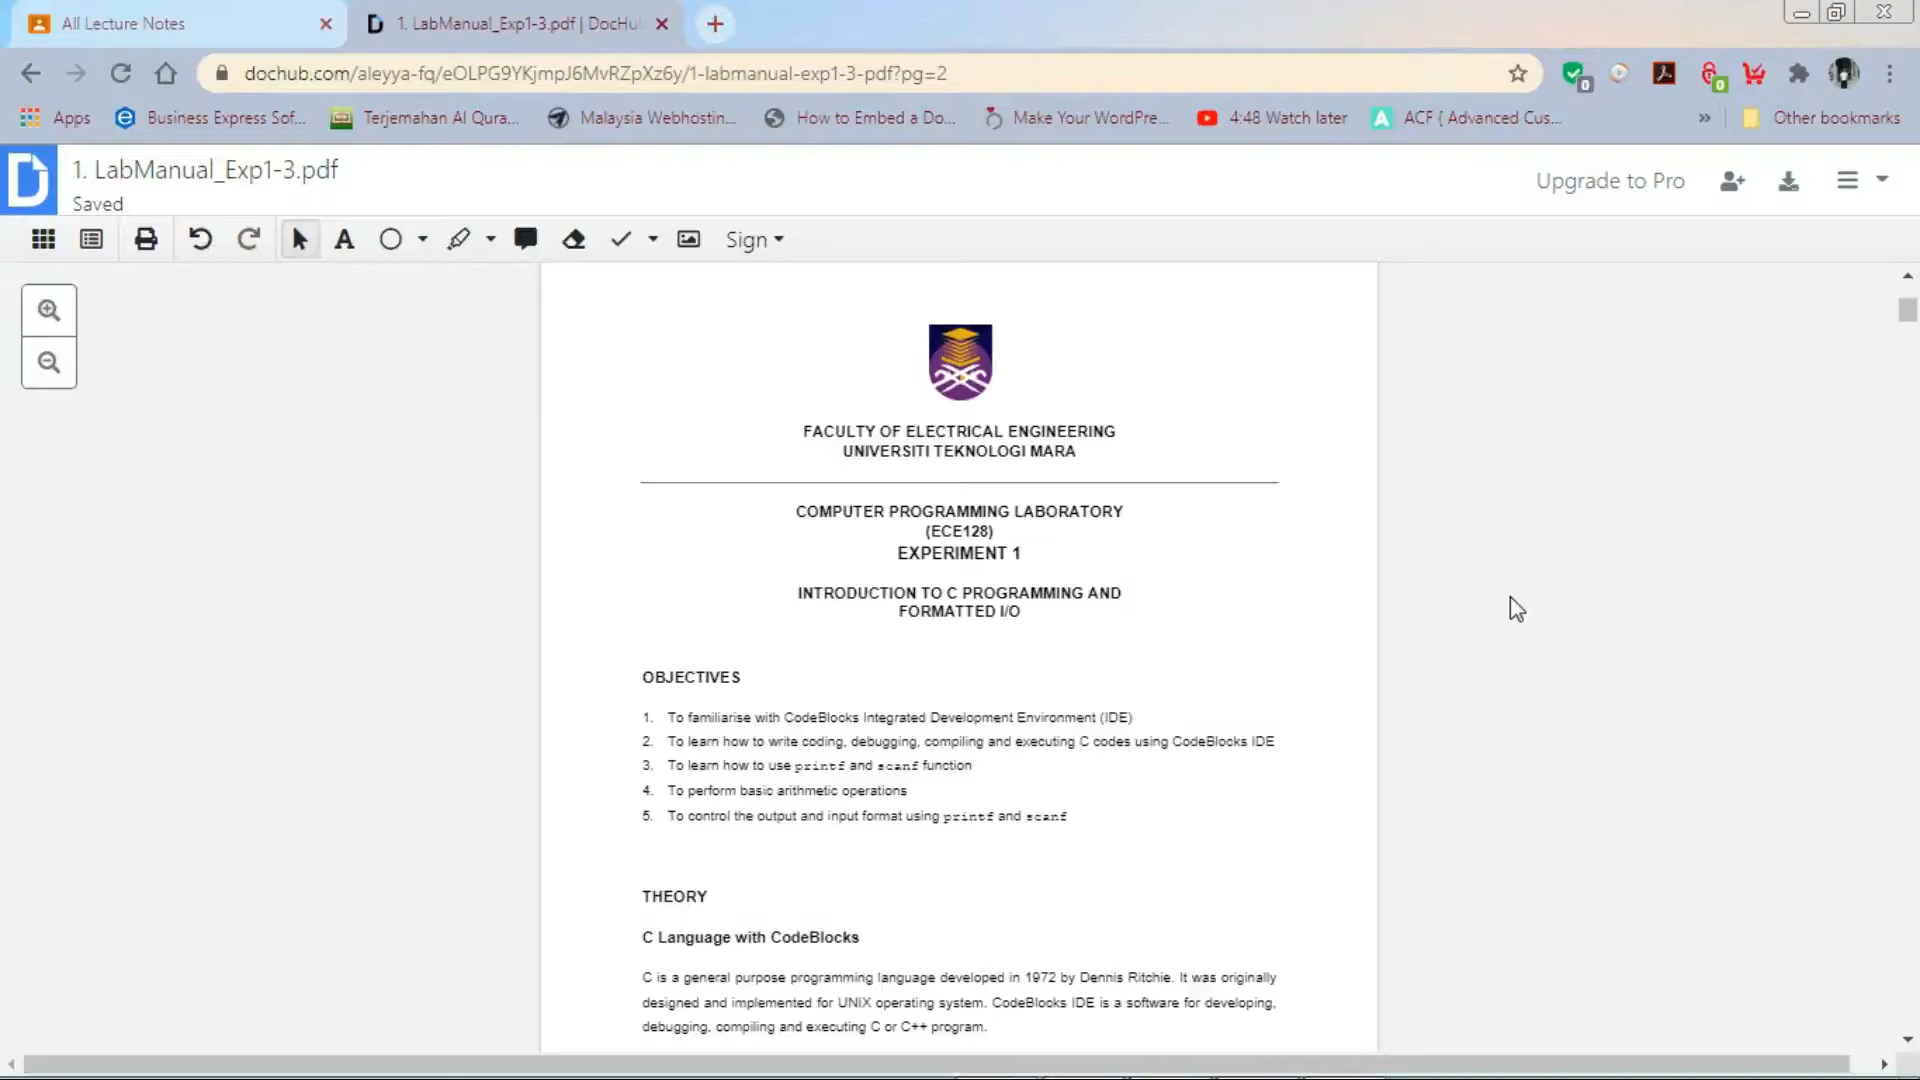 All Lecture Notes
1. LabManual_Exp1-3.pdf | DocHu
dochub.com/aleyya-fq/eOLPG9YKjmpJ6MvRZpXz6y/1-labmanual-exp1-3-pdf?pg=2
0
0
Apps
Business Express Sof...
Terjemahan Al Qura...
Malaysia Webhostin...
How to Embed a Do...
Make Your WordPre...
4:48 Watch later
ACF ( Advanced Cus...
»
Other bookmarks
1. LabManual_Exp1-3.pdf
Saved
Upgrade to Pro
A
Sign
FACULTY OF ELECTRICAL ENGINEERING
UNIVERSITI TEKNOLOGI MARA
COMPUTER PROGRAMMING LABORATORY
(ECE128)
EXPERIMENT 1
INTRODUCTION TO C PROGRAMMING AND
FORMATTED I/O
OBJECTIVES
1. To familiarise with CodeBlocks Integrated Development Environment (IDE)
2. To learn how to write coding, debugging, compiling and executing C codes using CodeBlocks IDE
3. To learn how to use printf and scanf function
4. To perform basic arithmetic operations
5. To control the output and input format using printf and scanf
THEORY
C Language with CodeBlocks
C is a general purpose programming language developed in 1972 by Dennis Ritchie. It was originally
designed and implemented for UNIX operating system. CodeBlocks IDE is a software for developing,
debugging, compiling and executing C or C++ program.